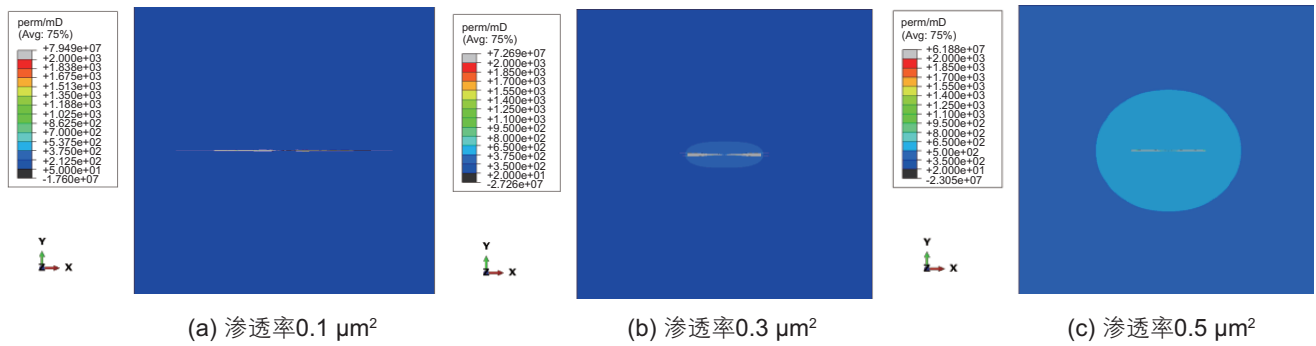 perm/mD
(Avg: 75%)
+7.949e+07
+2.000e+03
+1.838e+03
+1.675e+03
+1.513e+03
+1.350e+03
+1.188e+03
+1.025e+03
+8.625e+02
+7.000e+02
+5.375e+02
+3.750e+02
+2.125e+02
+5.000e+01
-1.760e+07
Y
Z
X
(a) 渗透率0.1 μm²
perm/mD
(Avg: 75%)
+7.269e+07
+2.000e+03
+1.850e+03
+1.700e+03
+1.550e+03
+1.400e+03
+1.250e+03
+1.100e+03
+9.500e+02
+8.000e+02
+6.500e+02
+3.750e+02
+3.500e+02
+2.000e+01
-2.726e+07
Y
Z
X
(b) 渗透率0.3 μm²
perm/mD
(Avg: 75%)
+6.188e+07
+2.000e+03
+1.850e+03
+1.700e+03
+1.550e+03
+1.400e+03
+1.250e+03
+1.100e+03
+9.500e+02
+8.000e+02
+6.500e+02
+5.00e+02
+3.500e+02
+2.000e+01
-2.305e+07
Y
Z
X
(c) 渗透率0.5 μm²